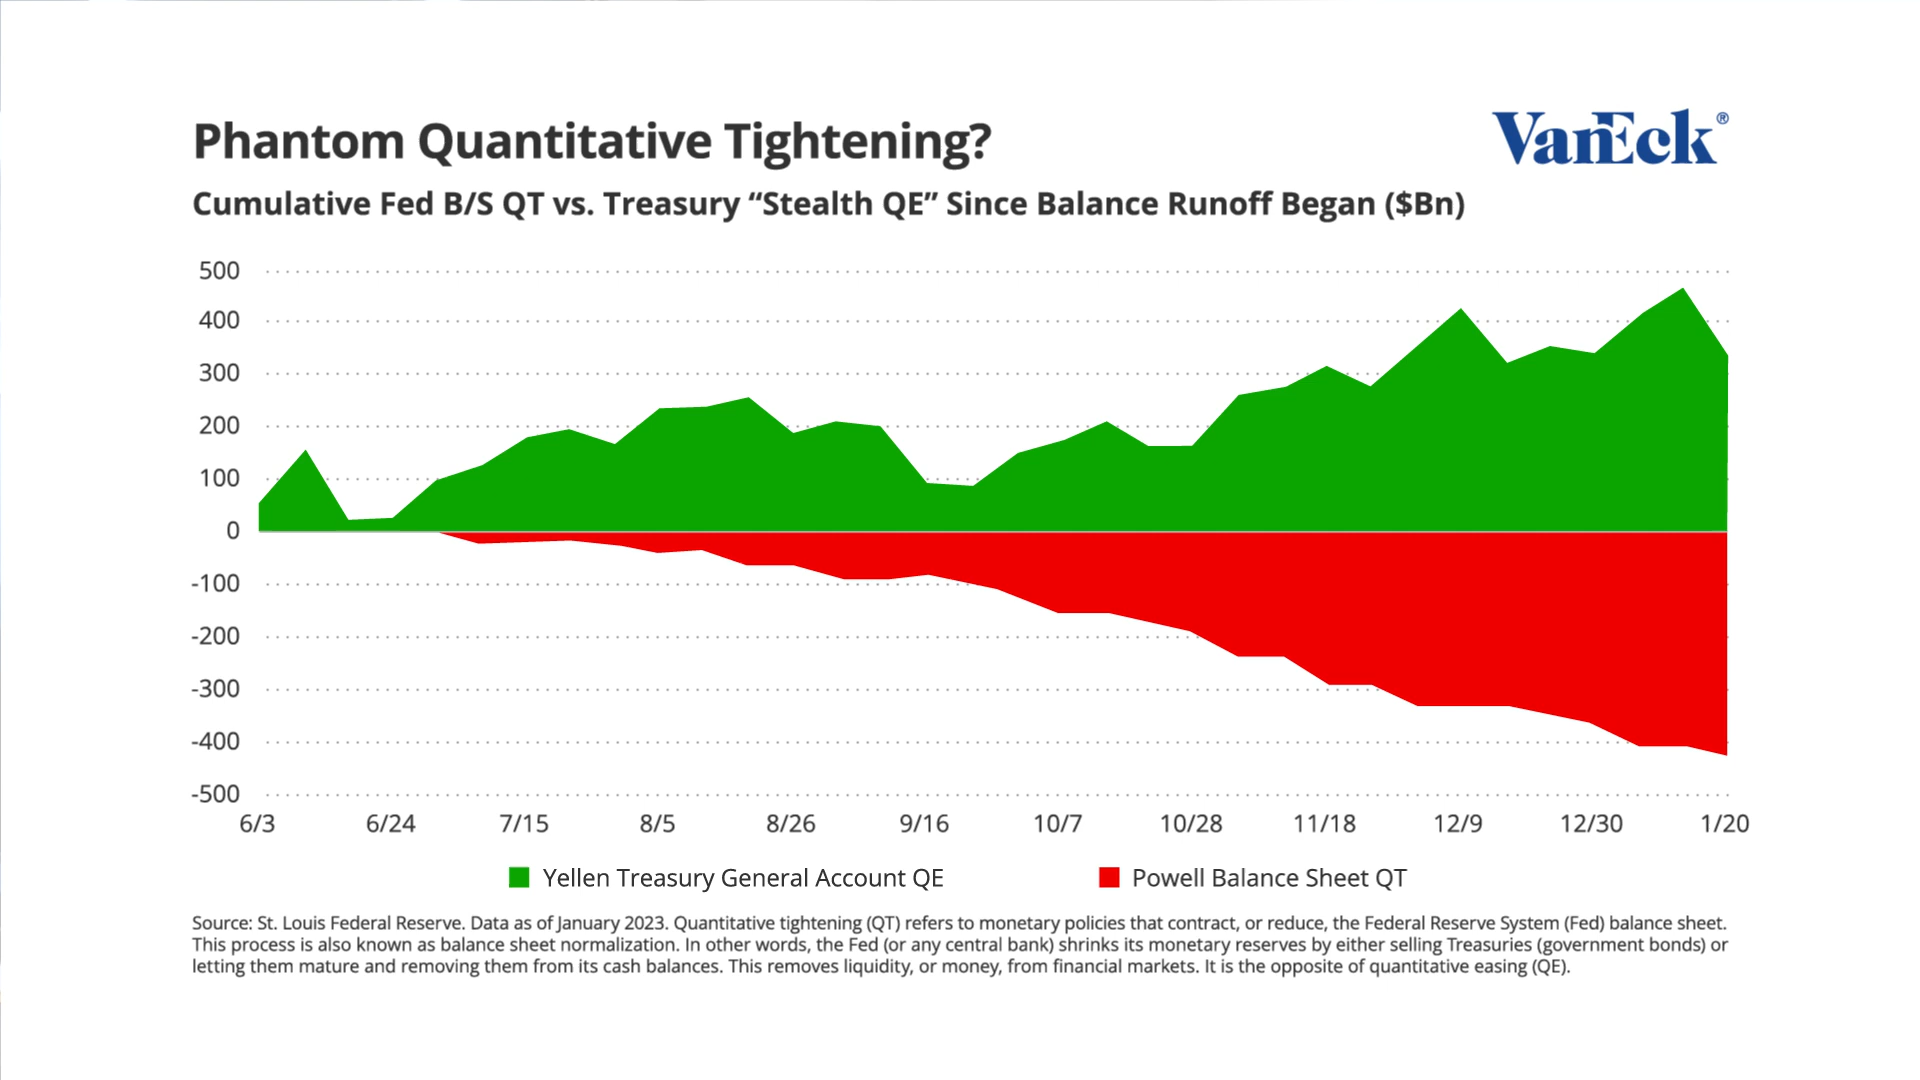 Phantom Quantitative Tightening?
VanEck®
Cumulative Fed B/S QT vs. Treasury “Stealth QE” Since Balance Runoff Began ($Bn)
500
400
300
200
100
0
-100
-200
-300
-400
-500
6/3 6/24 7/15 8/5 8/26 9/16 10/7 10/28 11/18 12/9 12/30 1/20
Yellen Treasury General Account QE Powell Balance Sheet QT
Source: St. Louis Federal Reserve. Data as of January 2023. Quantitative tightening (QT) refers to monetary policies that contract, or reduce, the Federal Reserve System (Fed) balance sheet.
This process is also known as balance sheet normalization. In other words, the Fed (or any central bank) shrinks its monetary reserves by either selling Treasuries (government bonds) or
letting them mature and removing them from its cash balances. This removes liquidity, or money, from financial markets. It is the opposite of quantitative easing (QE).